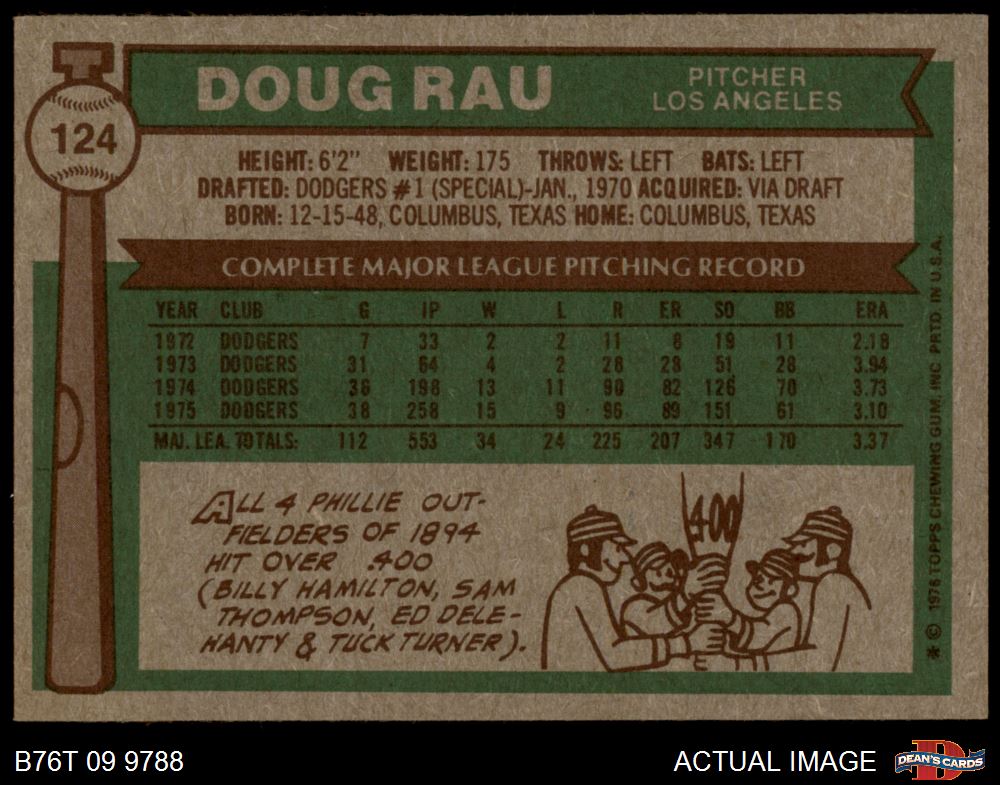 124
DOUG RAU
PITCHER
LOS ANGELES
HEIGHT: 6'2" WEIGHT: 175 THROWS: LEFT BATS: LEFT
DRAFTED: DODGERS #1 (SPECIAL)-JAN., 1970 ACQUIRED: VIA DRAFT
BORN: 12-15-48, COLUMBUS, TEXAS HOME: COLUMBUS, TEXAS
COMPLETE MAJOR LEAGUE PITCHING RECORD
YEAR CLUB G IP W L R ER SO BB ERA
1972 DODGERS 7 33 2 2 11 8 19 11 2.18
1973 DODGERS 31 64 4 2 28 28 51 28 3.94
1974 DODGERS 36 198 13 11 90 82 126 70 3.73
1975 DODGERS 38 258 15 9 96 89 151 61 3.10
MAJ. LEA. TOTALS: 112 553 34 24 225 207 347 170 3.37
ALL 4 PHILLIE OUT-
FIELDERS OF 1894
HIT OVER .400
(BILLY HAMILTON, SAM
THOMPSON, ED DELE-
HANTY & TUCK TURNER).
.400
* © 1976 TOPPS CHEWING GUM, INC PRTD. IN U.S.A.
B76T 09 9788
ACTUAL IMAGE
D
DEAN'S CARDS